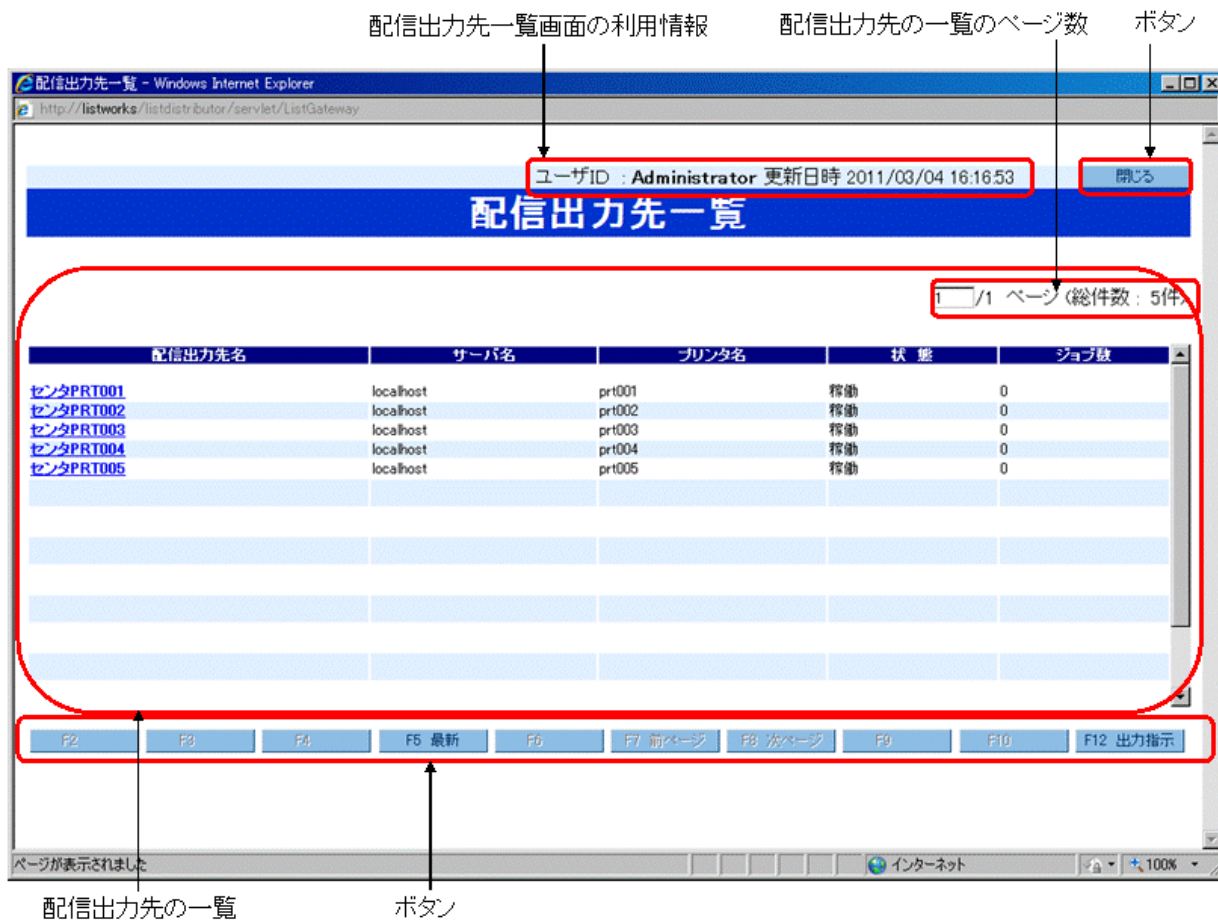 配信出力先一覧画面の利用情報 配信出力先の一覧のページ数 ボタン
配信出力先一覧 - Windows Internet Explorer
http://listworks/listdistributor/servlet/ListGateway
ユーザID : Administrator 更新日時 2011/03/04 16:16:53 閉じる
配信出力先一覧
1 /1 ページ (総件数 : 5件)
配信出力先名 サーバ名 プリンタ名 状 態 ジョブ数
センタPRT001 localhost prt001 稼働 0
センタPRT002 localhost prt002 稼働 0
センタPRT003 localhost prt003 稼働 0
センタPRT004 localhost prt004 稼働 0
センタPRT005 localhost prt005 稼働 0
F2 F3 F4 F5 最新 F6 F7 前ページ F8 次ページ F9 F10 F12 出力指示
ページが表示されました インターネット 100%
配信出力先の一覧 ボタン